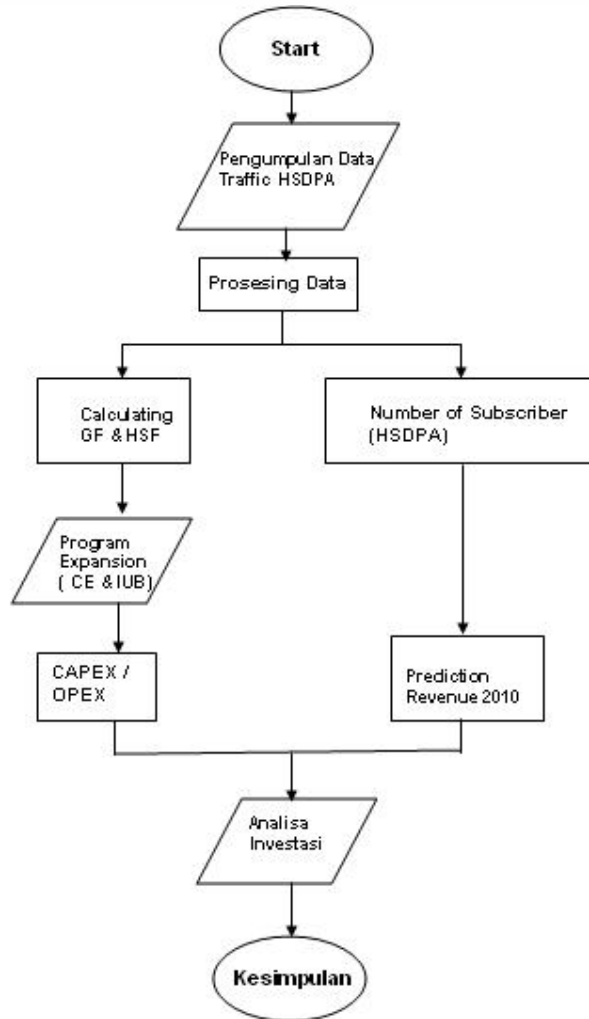 Start
Pengumpulan Data
Traffic HSDPA
Prosesing Data
Calculating
GF & HSF
Number of Subscriber
(HSDPA)
Program
Expansion
( CE & IUB)
CAPEX /
OPEX
Prediction
Revenue 2010
Analisa
Investasi
Kesimpulan